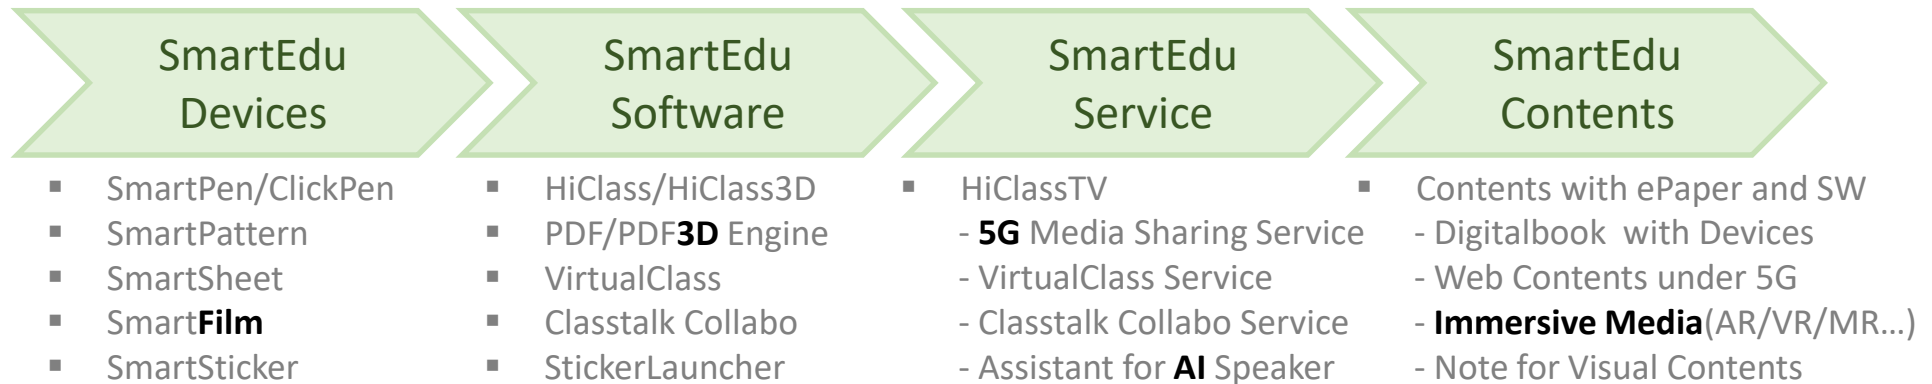 SmartEdu
Devices
▪ SmartPen/ClickPen
▪ SmartPattern
▪ SmartSheet
▪ SmartFilm
▪ SmartSticker
SmartEdu
Software
▪ HiClass/HiClass3D
▪ PDF/PDF3D Engine
▪ VirtualClass
▪ Classtalk Collabo
▪ StickerLauncher
SmartEdu
Service
▪ HiClassTV
- 5G Media Sharing Service
- VirtualClass Service
- Classtalk Collabo Service
- Assistant for AI Speaker
SmartEdu
Contents
▪ Contents with ePaper and SW
- Digitalbook with Devices
- Web Contents under 5G
- Immersive Media(AR/VR/MR...)
- Note for Visual Contents